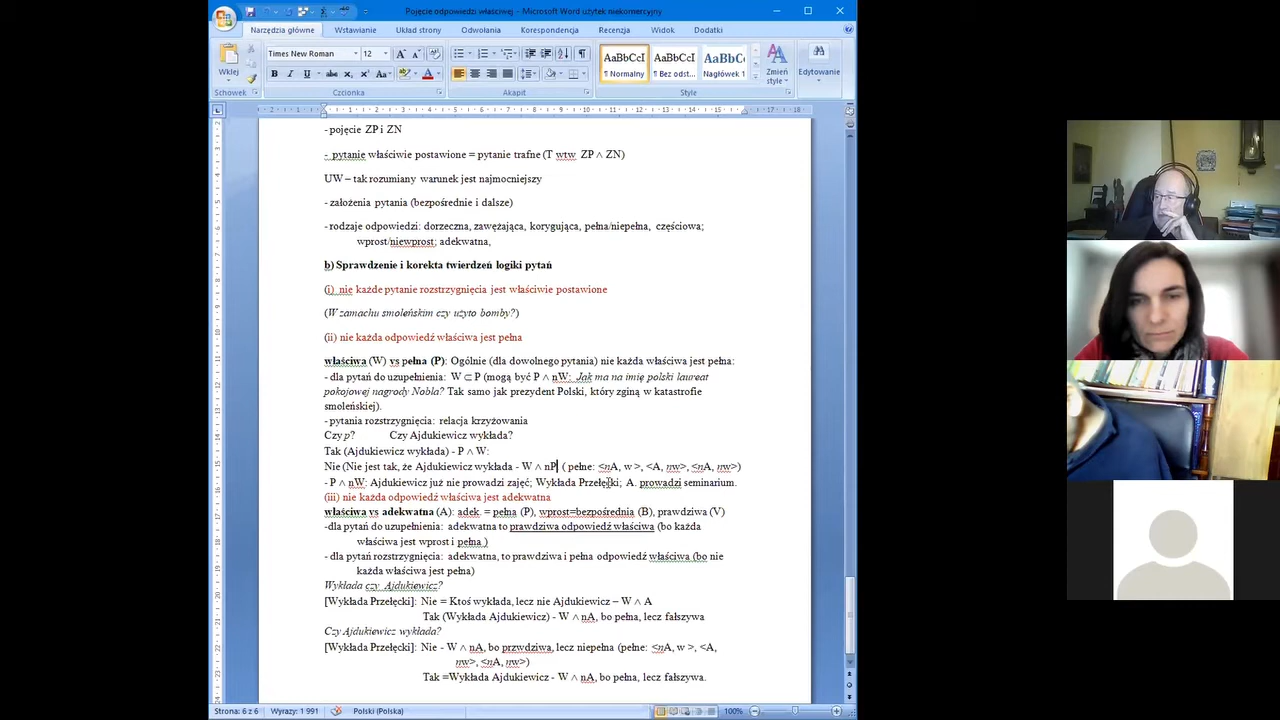 Pojęcie odpowiedzi właściwej - Microsoft Word użytek niekomercyjny
Narzędzia główne Wstawianie Układ strony Odwołania Korespondencja Recenzja Widok Dodatki
Times New Roman 12
AaBbCcI AaBbCcI AaBbC
Wklej ¶ Normalny ¶ Bez odst... Nagłówek 1 Zmień style Edytowanie
Schowek Czcionka Akapit Style
- pojęcie ZP i ZN
- pytanie właściwie postawione = pytanie trafne (T wtw ZP ∧ ZN)
UW – tak rozumiany warunek jest najmocniejszy
- założenia pytania (bezpośrednie i dalsze)
- rodzaje odpowiedzi: dorzeczna, zawężająca, korygująca, pełna/niepełna, częściowa;
wprost/niewprost; adekwatna,
b) Sprawdzenie i korekta twierdzeń logiki pytań
(i) nie każde pytanie rozstrzygnięcia jest właściwie postawione
(W zamachu smoleńskim czy użyto bomby?)
(ii) nie każda odpowiedź właściwa jest pełna
właściwa (W) vs pełna (P): Ogólnie (dla dowolnego pytania) nie każda właściwa jest pełna:
- dla pytań do uzupełnienia: W ⊂ P (mogą być P ∧ nW: Jak ma na imię polski laureat
pokojowej nagrody Nobla? Tak samo jak prezydent Polski, który zginą w katastrofie
smoleńskiej).
- pytania rozstrzygnięcia: relacja krzyżowania
Czy p? Czy Ajdukiewicz wykłada?
Tak (Ajdukiewicz wykłada) - P ∧ W:
Nie (Nie jest tak, że Ajdukiewicz wykłada - W ∧ nP ( pełne: <nA, w >, <A, nw>, <nA, nw>)
- P ∧ nW: Ajdukiewicz już nie prowadzi zajęć; Wykłada Przełęcki; A. prowadzi seminarium.
(iii) nie każda odpowiedź właściwa jest adekwatna
właściwa vs adekwatna (A): adek. = pełna (P), wprost=bezpośrednia (B), prawdziwa (V)
-dla pytań do uzupełnienia: adekwatna to prawdziwa odpowiedź właściwa (bo każda
właściwa jest wprost i pełna )
- dla pytań rozstrzygnięcia: adekwatna, to prawdziwa i pełna odpowiedź właściwa (bo nie
każda właściwa jest pełna)
Wykłada czy Ajdukiewicz?
[Wykłada Przełęcki]: Nie = Ktoś wykłada, lecz nie Ajdukiewicz – W ∧ A
Tak (Wykłada Ajdukiewicz) - W ∧ nA, bo pełna, lecz fałszywa
Czy Ajdukiewicz wykłada?
[Wykłada Przełęcki]: Nie - W ∧ nA, bo przwdziwa, lecz niepełna (pełne: <nA, w >, <A,
nw>, <nA, nw>)
Tak =Wykłada Ajdukiewicz - W ∧ nA, bo pełna, lecz fałszywa.
Strona: 6 z 6 Wyrazy: 1 991 Polski (Polska) 100%